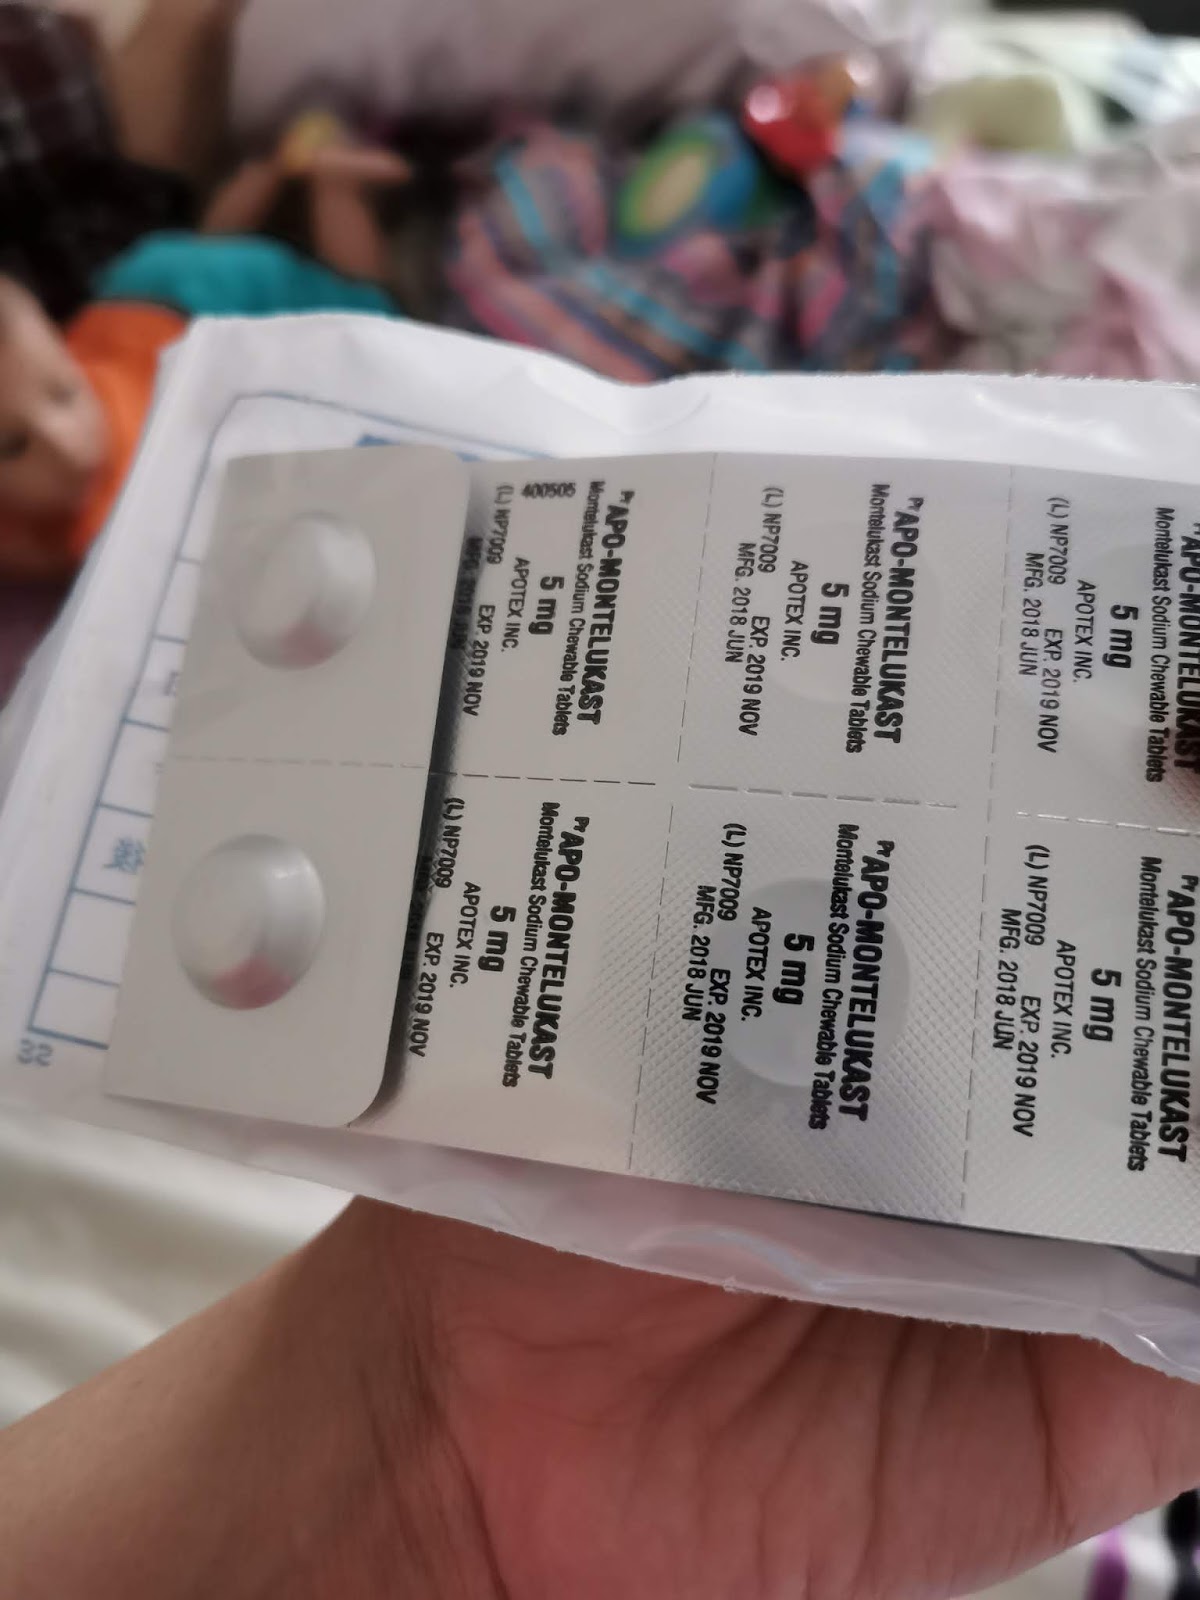 PrAPO-MONTELUKAST
Montelukast Sodium Chewable Tablets
400505
5 mg
APOTEX INC.
(L) NP7009 EXP. 2019 NOV
MFG. 2018 JUN
PrAPO-MONTELUKAST
Montelukast Sodium Chewable Tablets
5 mg
APOTEX INC.
(L) NP7009 EXP. 2019 NOV
MFG. 2018 JUN
PrAPO-MONTELUKAST
Montelukast Sodium Chewable Tablets
5 mg
APOTEX INC.
(L) NP7009 EXP. 2019 NOV
MFG. 2018 JUN
PrAPO-MONTELUKAST
Montelukast Sodium Chewable Tablets
5 mg
APOTEX INC.
(L) NP7009 EXP. 2019 NOV
PrAPO-MONTELUKAST
Montelukast Sodium Chewable Tablets
5 mg
APOTEX INC.
(L) NP7009 EXP. 2019 NOV
MFG. 2018 JUN
PrAPO-MONTELUKAST
Montelukast Sodium Chewable Tablets
5 mg
APOTEX INC.
(L) NP7009 EXP. 2019 NOV
MFG. 2018 JUN